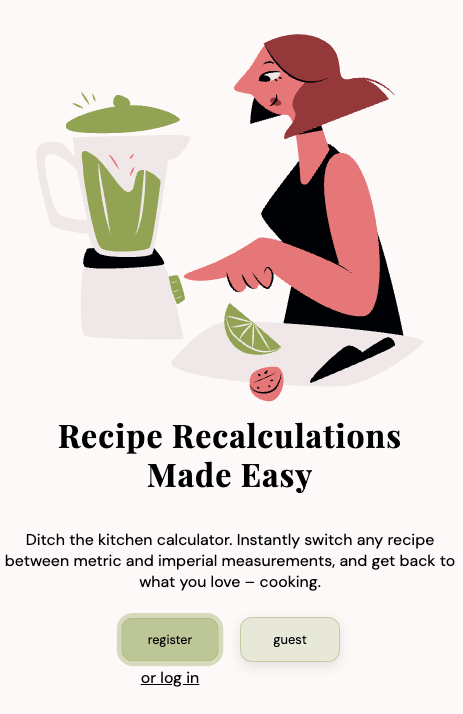 Recipe Recalculations
Made Easy
Ditch the kitchen calculator. Instantly switch any recipe
between metric and imperial measurements, and get back to
what you love – cooking.
register
guest
or log in